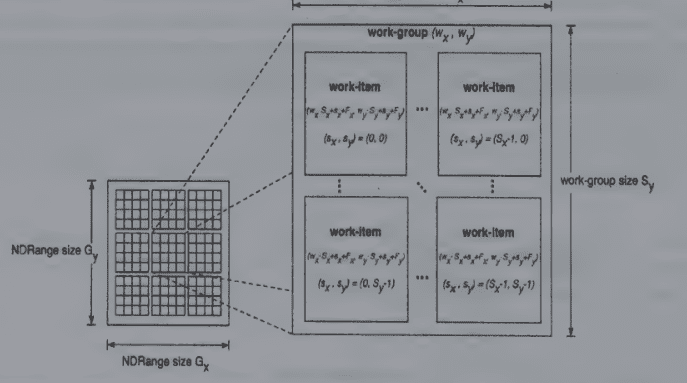 work-group (w_x, w_y)
work-item
(w_x·S_x+s_x+F_x, w_y·S_y+s_y+F_y)
(s_x, s_y) = (0, 0)
...
work-item
(w_x·S_x+s_x+F_x, w_y·S_y+s_y+F_y)
(s_x, s_y) = (S_x-1, 0)
work-group size S_y
work-item
(w_x·S_x+s_x+F_x, w_y·S_y+s_y+F_y)
(s_x, s_y) = (0, S_y-1)
...
work-item
(w_x·S_x+s_x+F_x, w_y·S_y+s_y+F_y)
(s_x, s_y) = (S_x-1, S_y-1)
NDRange size G_y
NDRange size G_x